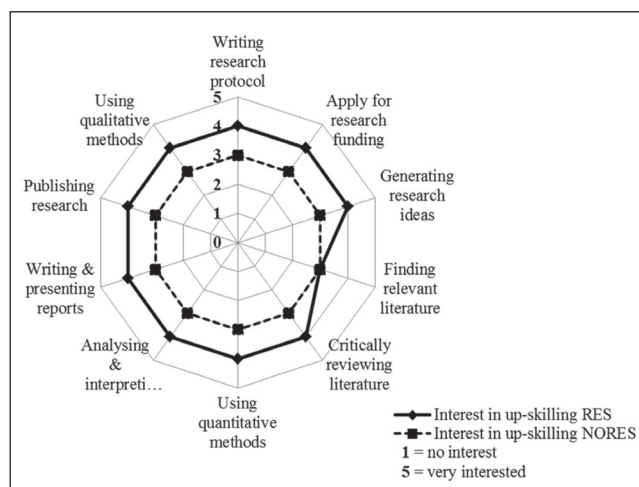 Writing
research
protocol
Apply for
research
funding
Generating
research
ideas
Finding
relevant
literature
Critically
reviewing
literature
Using
quantitative
methods
Analysing
&
interpreti…
Writing &
presenting
reports
Publishing
research
Using
qualitative
methods
5
4
3
2
1
0
Interest in up-skilling RES
Interest in up-skilling NORES
1 = no interest
5 = very interested